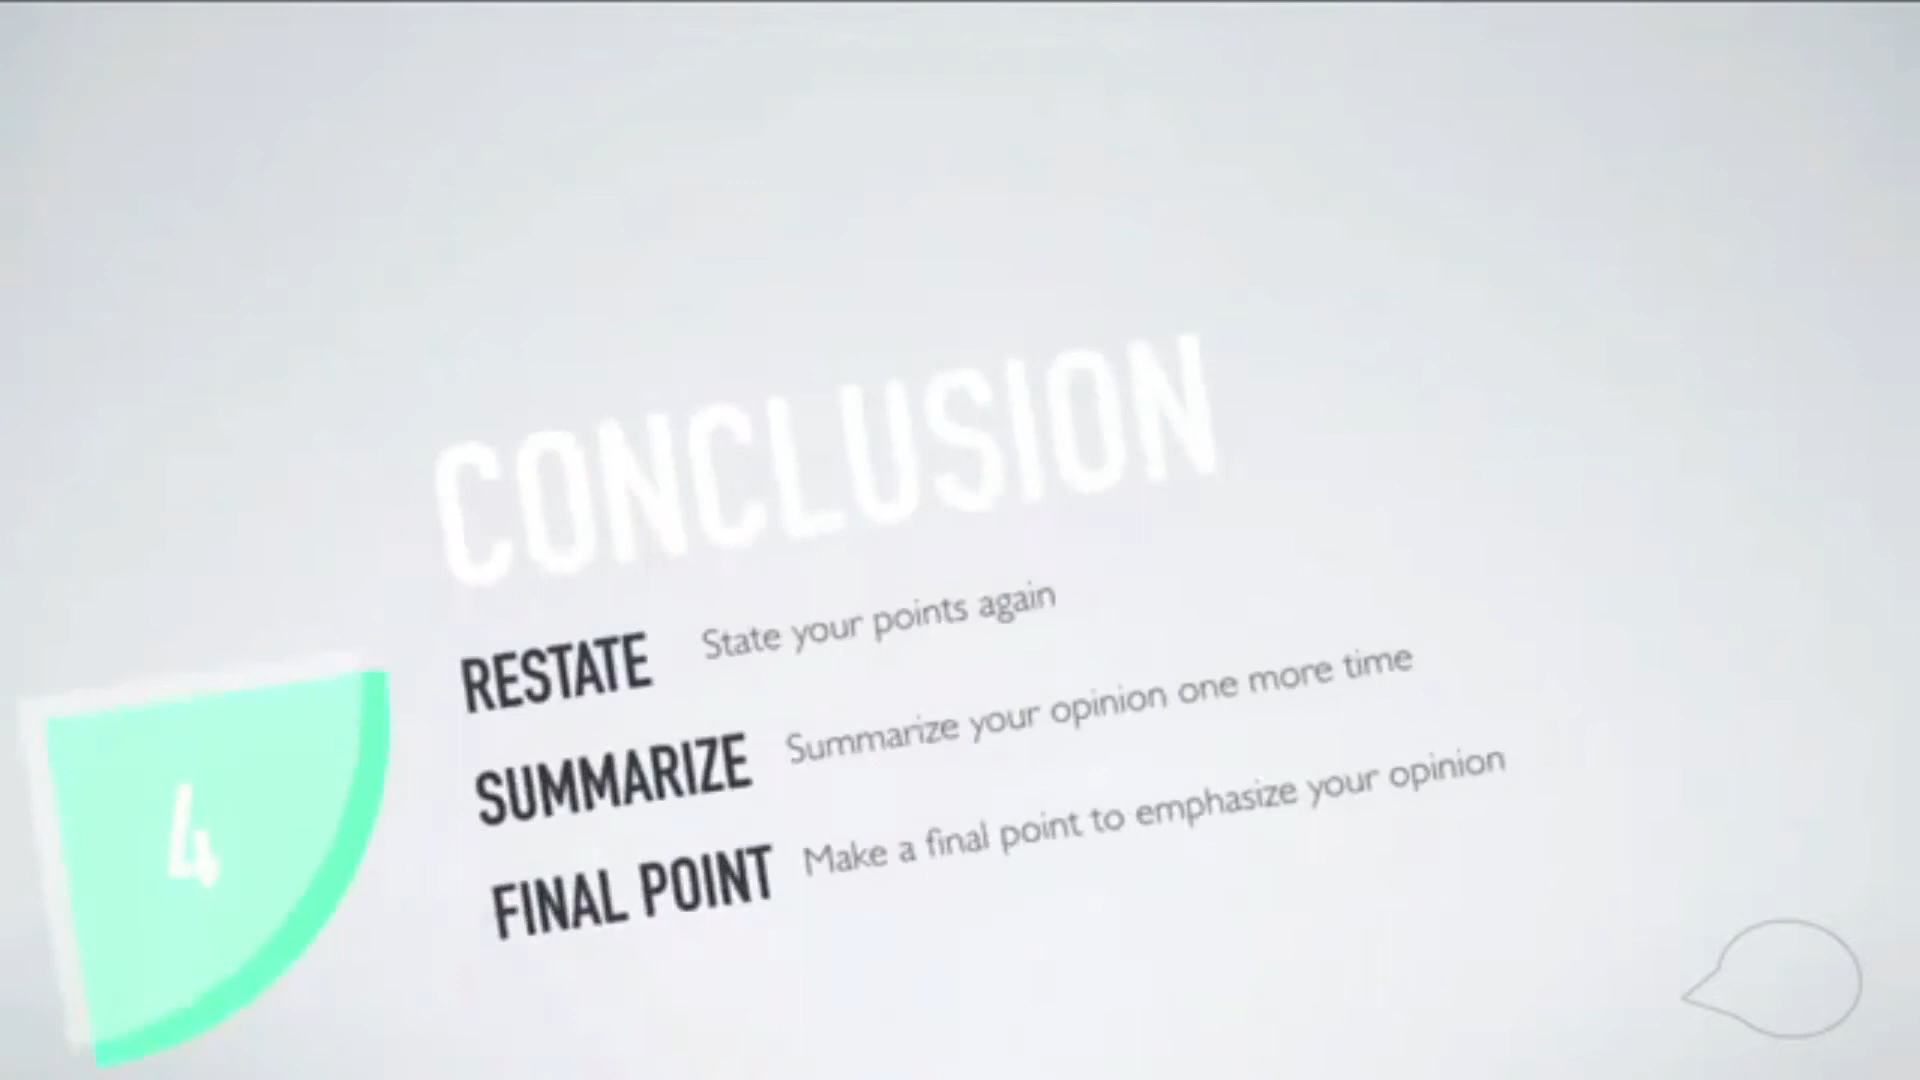 CONCLUSION
RESTATE State your points again
SUMMARIZE Summarize your opinion one more time
FINAL POINT Make a final point to emphasize your opinion
4